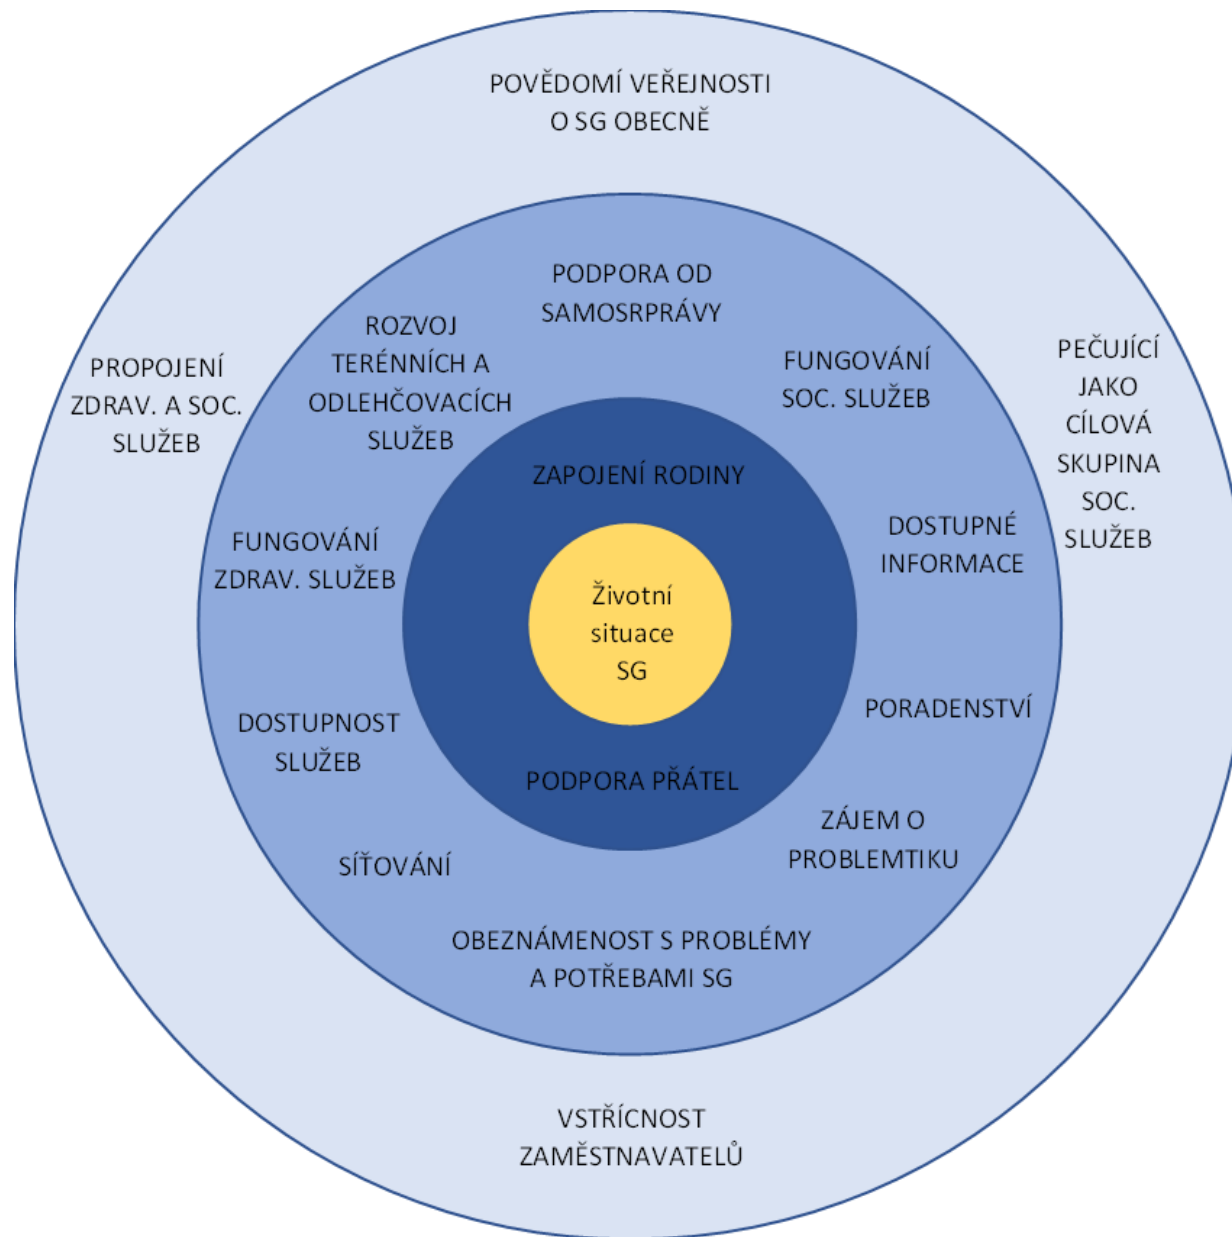 POVĚDOMÍ VEŘEJNOSTI
O SG OBECNĚ
PODPORA OD
SAMOSRPRÁVY
ROZVOJ
TERÉNNÍCH A
ODLEHČOVACÍCH
SLUŽEB
FUNGOVÁNÍ
SOC. SLUŽEB
PROPOJENÍ
ZDRAV. A SOC.
SLUŽEB
PEČUJÍCÍ
JAKO
CÍLOVÁ
SKUPINA
SOC.
SLUŽEB
ZAPOJENÍ RODINY
DOSTUPNÉ
INFORMACE
FUNGOVÁNÍ
ZDRAV. SLUŽEB
Životní
situace
SG
DOSTUPNOST
SLUŽEB
PORADENSTVÍ
PODPORA PŘÁTEL
ZÁJEM O
PROBLEMTIKU
SÍŤOVÁNÍ
OBEZNÁMENOST S PROBLÉMY
A POTŘEBAMI SG
VSTŘÍCNOST
ZAMĚSTNAVATELŮ